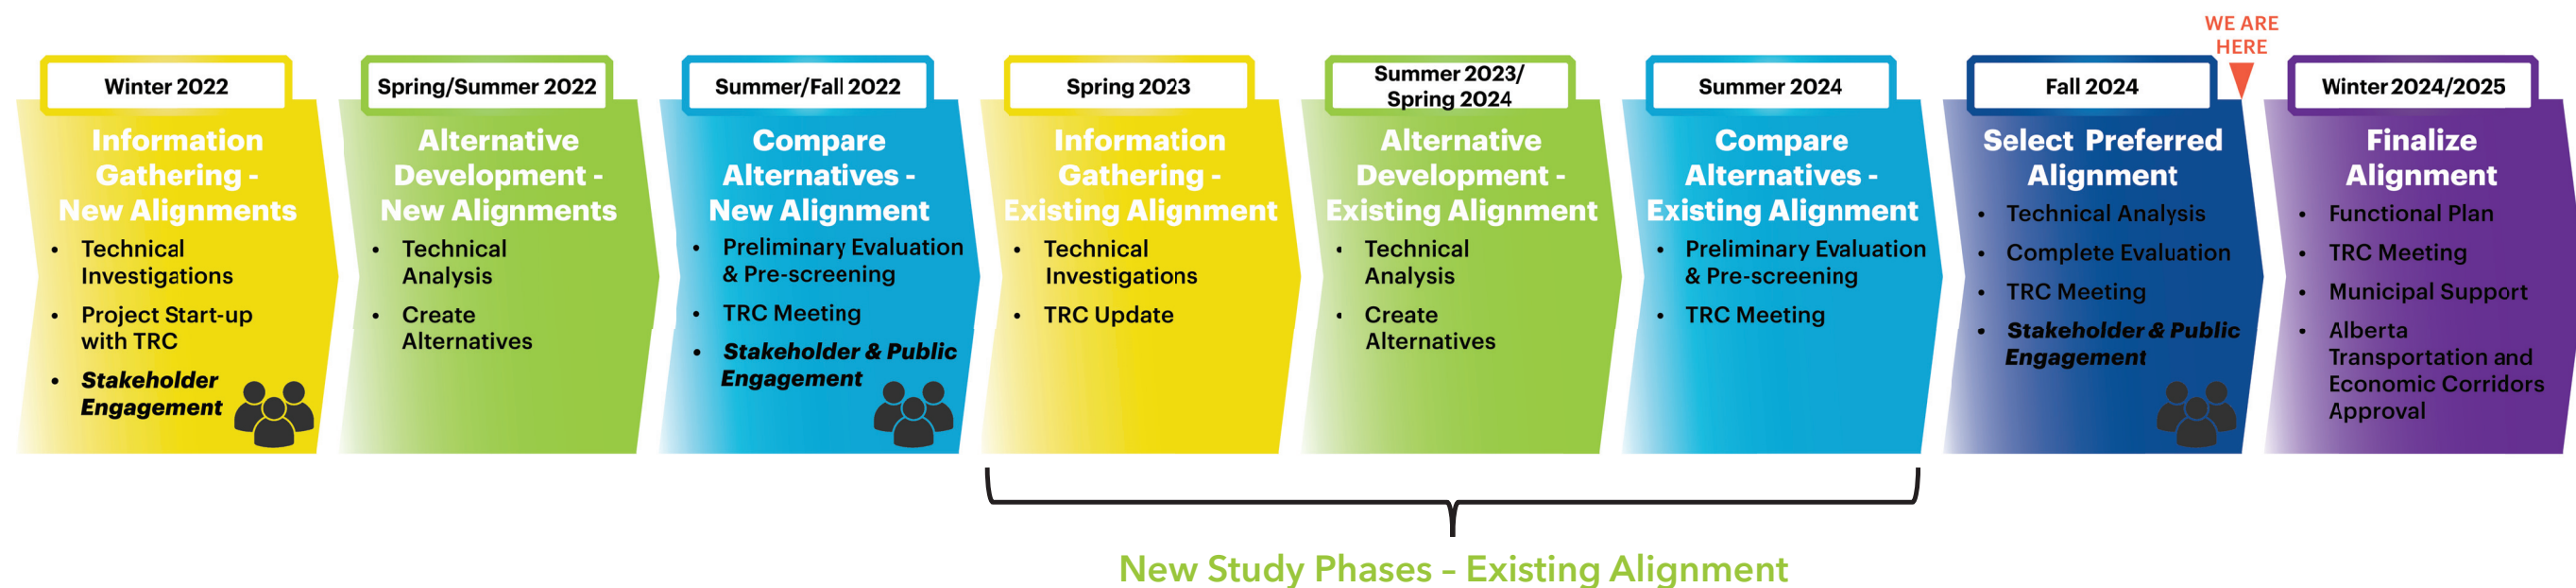 WE ARE
HERE
Winter 2022
Information
Gathering -
New Alignments
• Technical
Investigations
• Project Start-up
with TRC
• Stakeholder
Engagement
Spring/Summer 2022
Alternative
Development -
New Alignments
• Technical
Analysis
• Create
Alternatives
Summer/Fall 2022
Compare
Alternatives -
New Alignment
• Preliminary Evaluation
& Pre-screening
• TRC Meeting
• Stakeholder & Public
Engagement
Spring 2023
Information
Gathering -
Existing Alignment
• Technical
Investigations
• TRC Update
Summer 2023/
Spring 2024
Alternative
Development -
Existing Alignment
• Technical
Analysis
• Create
Alternatives
Summer 2024
Compare
Alternatives -
Existing Alignment
• Preliminary Evaluation
& Pre-screening
• TRC Meeting
Fall 2024
Select Preferred
Alignment
• Technical Analysis
• Complete Evaluation
• TRC Meeting
• Stakeholder & Public
Engagement
Winter 2024/2025
Finalize
Alignment
• Functional Plan
• TRC Meeting
• Municipal Support
• Alberta
Transportation and
Economic Corridors
Approval
New Study Phases – Existing Alignment